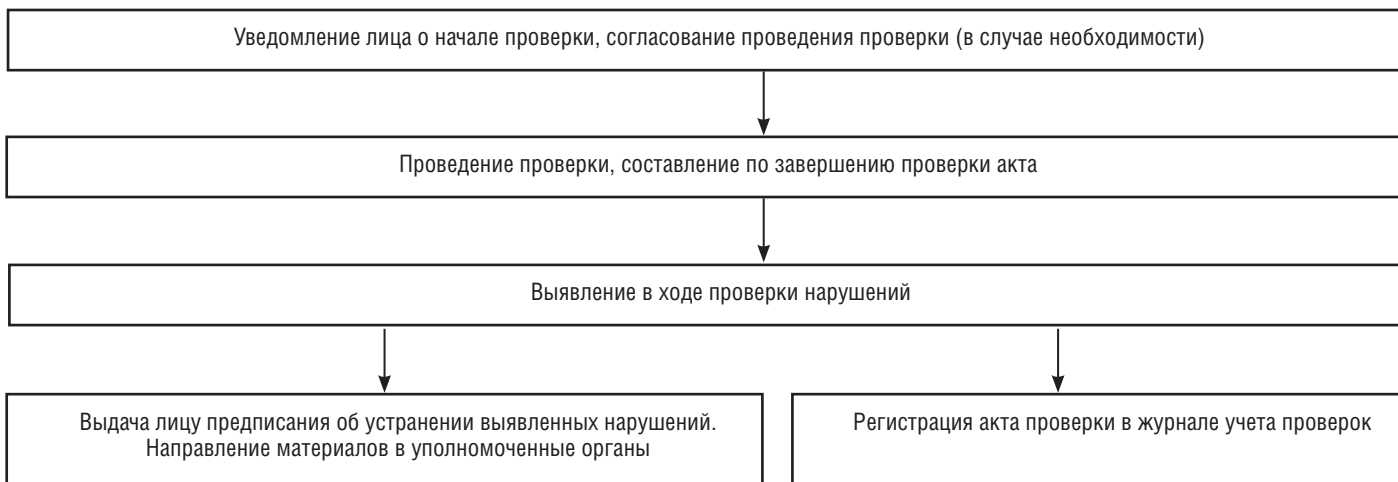 Уведомление лица о начале проверки, согласование проведения проверки (в случае необходимости)
Проведение проверки, составление по завершению проверки акта
Выявление в ходе проверки нарушений
Выдача лицу предписания об устранении выявленных нарушений.
Направление материалов в уполномоченные органы
Регистрация акта проверки в журнале учета проверок